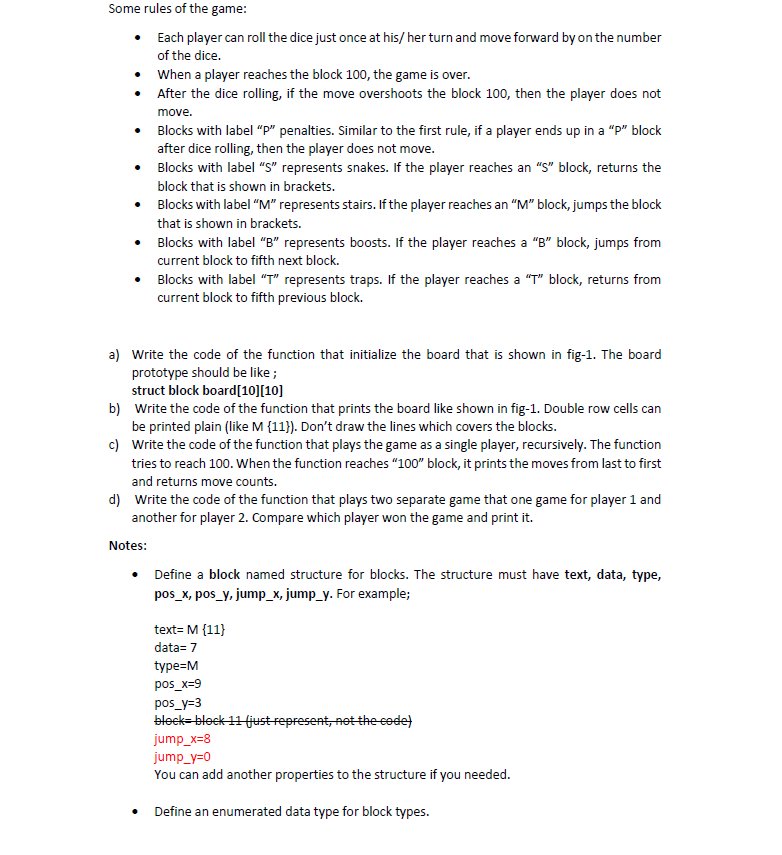 Some rules of the game:
• Each player can roll the dice just once at his/ her turn and move forward by on the number
of the dice.
• When a player reaches the block 100, the game is over.
• After the dice rolling, if the move overshoots the block 100, then the player does not
move.
• Blocks with label “P” penalties. Similar to the first rule, if a player ends up in a “P” block
after dice rolling, then the player does not move.
• Blocks with label “S” represents snakes. If the player reaches an “S” block, returns the
block that is shown in brackets.
• Blocks with label “M” represents stairs. If the player reaches an “M” block, jumps the block
that is shown in brackets.
• Blocks with label “B” represents boosts. If the player reaches a “B” block, jumps from
current block to fifth next block.
• Blocks with label “T” represents traps. If the player reaches a “T” block, returns from
current block to fifth previous block.
a) Write the code of the function that initialize the board that is shown in fig-1. The board
prototype should be like ;
struct block board[10][10]
b) Write the code of the function that prints the board like shown in fig-1. Double row cells can
be printed plain (like M {11}). Don’t draw the lines which covers the blocks.
c) Write the code of the function that plays the game as a single player, recursively. The function
tries to reach 100. When the function reaches “100” block, it prints the moves from last to first
and returns move counts.
d) Write the code of the function that plays two separate game that one game for player 1 and
another for player 2. Compare which player won the game and print it.
Notes:
• Define a block named structure for blocks. The structure must have text, data, type,
pos_x, pos_y, jump_x, jump_y. For example;
text= M {11}
data= 7
type=M
pos_x=9
pos_y=3
block= block 11 (just represent, not the code)
jump_x=8
jump_y=0
You can add another properties to the structure if you needed.
• Define an enumerated data type for block types.